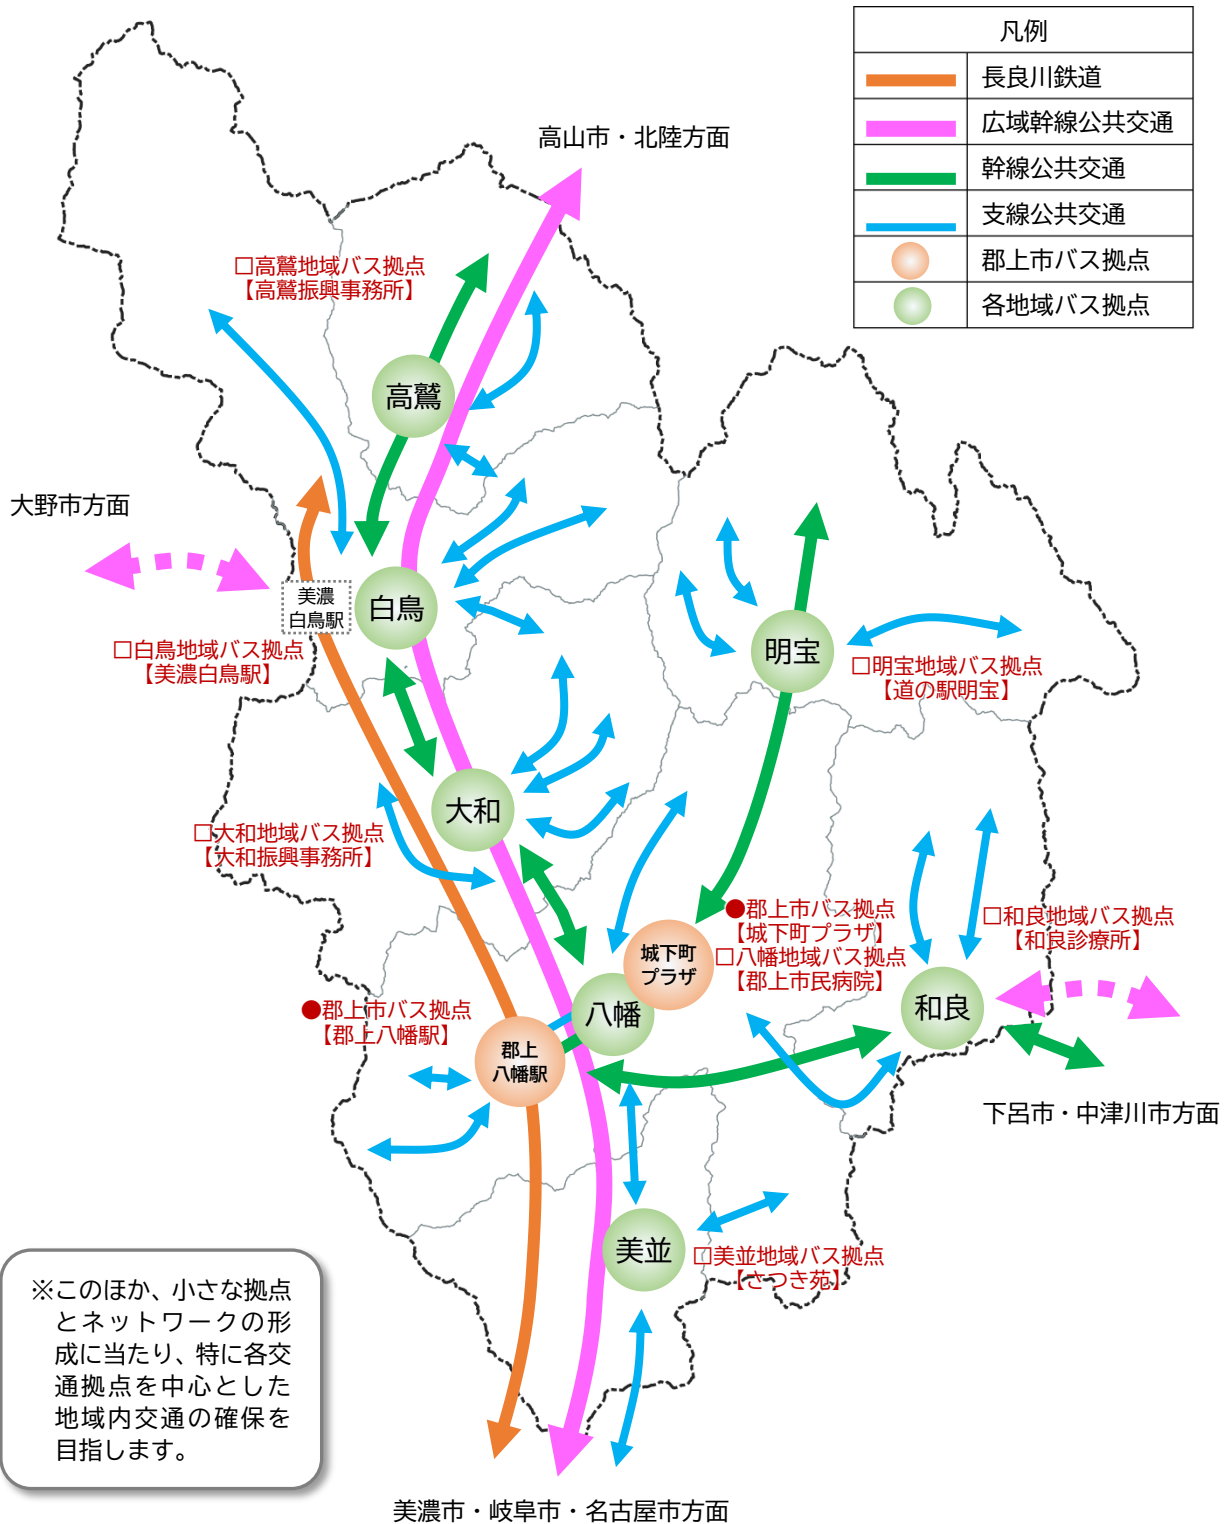 凡例
長良川鉄道
広域幹線公共交通
幹線公共交通
支線公共交通
郡上市バス拠点
各地域バス拠点
高山市・北陸方面
□高鷲地域バス拠点
【高鷲振興事務所】
高鷲
大野市方面
美濃
白鳥駅
白鳥
□白鳥地域バス拠点
【美濃白鳥駅】
明宝
□明宝地域バス拠点
【道の駅明宝】
大和
□大和地域バス拠点
【大和振興事務所】
●郡上市バス拠点
【城下町プラザ】
□八幡地域バス拠点
【郡上市民病院】
城下町
プラザ
八幡
□和良地域バス拠点
【和良診療所】
和良
●郡上市バス拠点
【郡上八幡駅】
郡上
八幡駅
下呂市・中津川市方面
美並
□美並地域バス拠点
【さつき苑】
※このほか、小さな拠点
とネットワークの形
成に当たり、特に各交
通拠点を中心とした
地域内交通の確保を
目指します。
美濃市・岐阜市・名古屋市方面